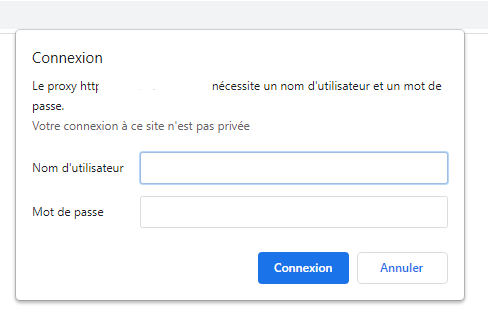 Connexion
Le proxy http nécessite un nom d'utilisateur et un mot de
passe.
Votre connexion à ce site n'est pas privée
Nom d'utilisateur
Mot de passe
Connexion
Annuler